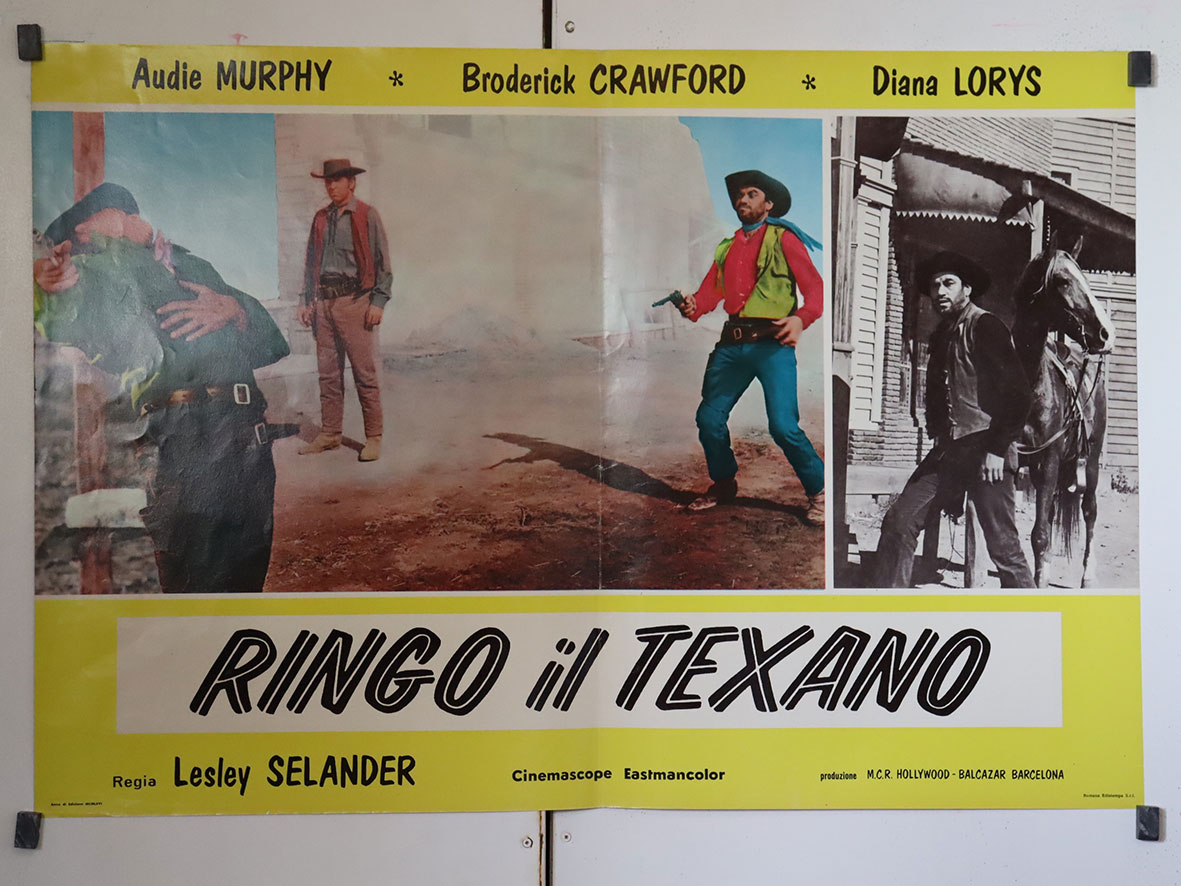 Audie MURPHY * Broderick CRAWFORD * Diana LORYS
RINGO il TEXANO
Regia Lesley SELANDER Cinemascope Eastmancolor produzione M.C.R. HOLLYWOOD - BALCAZAR BARCELONA